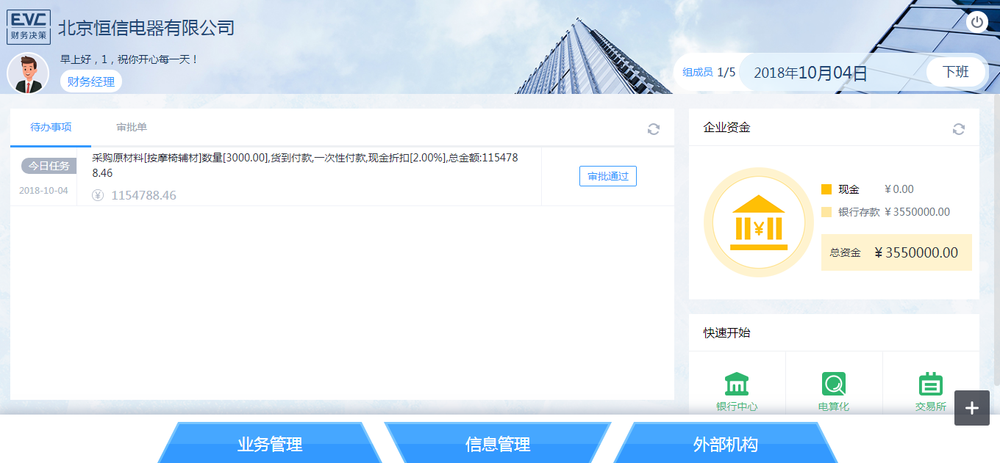 EVC
财务决策
北京恒信电器有限公司
早上好，1，祝你开心每一天！
财务经理
组成员 1/5
2018年10月04日
下班
待办事项
审批单
今日任务
2018-10-04
采购原材料[按摩椅辅材]数量[3000.00],货到付款,一次性付款,现金折扣[2.00%],总金额:115478
8.46
¥ 1154788.46
审批通过
企业资金
¥
现金 ¥0.00
银行存款 ¥3550000.00
总资金 ¥3550000.00
快速开始
银行中心
电算化
交易所
+
业务管理
信息管理
外部机构